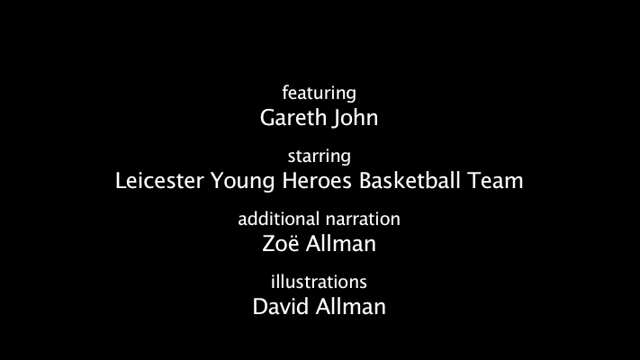 featuring
Gareth John
starring
Leicester Young Heroes Basketball Team
additional narration
Zoë Allman
illustrations
David Allman